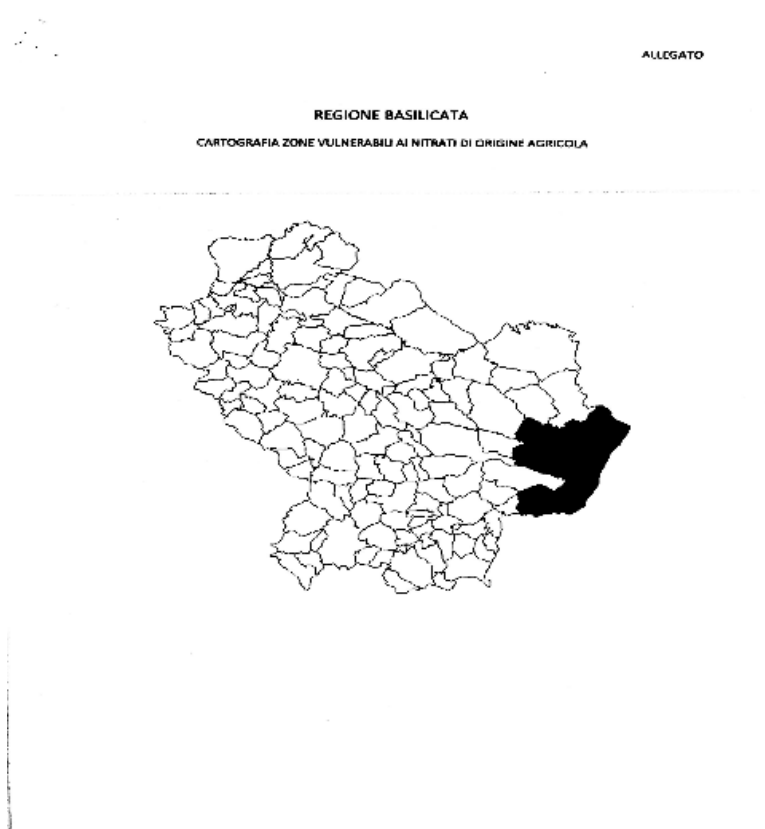 ALLEGATO
REGIONE BASILICATA
CARTOGRAFIA ZONE VULNERABILI AI NITRATI DI ORIGINE AGRICOLA